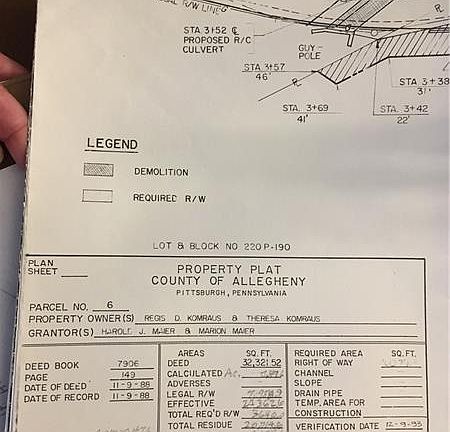 R/W LINE
STA 3+52 ℄
PROPOSED R/C
CULVERT
GUY-
POLE
STA. 3+57
46'
STA. 3+38
31'
STA. 3+69
41'
STA. 3+42
22'
LEGEND
DEMOLITION
REQUIRED R/W
LOT & BLOCK NO. 220P-190
PLAN
SHEET
PROPERTY PLAT
COUNTY OF ALLEGHENY
PITTSBURGH, PENNSYLVANIA
PARCEL NO. 6
PROPERTY OWNER(S) REGIS D. KOMRAUS & THERESA KOMRAUS
GRANTOR(S) HAROLD J. MAIER & MARION MAIER
DEED BOOK 7906
PAGE 149
DATE OF DEED 11-9-88
DATE OF RECORD 11-9-88
AREAS SQ. FT.
DEED 32,321.52
CALCULATED
ADVERSES
LEGAL R/W
EFFECTIVE
TOTAL REQ'D R/W
TOTAL RESIDUE
REQUIRED AREA SQ. FT.
RIGHT OF WAY
CHANNEL
SLOPE
DRAIN PIPE
TEMP. AREA FOR
CONSTRUCTION
VERIFICATION DATE 12-9-93